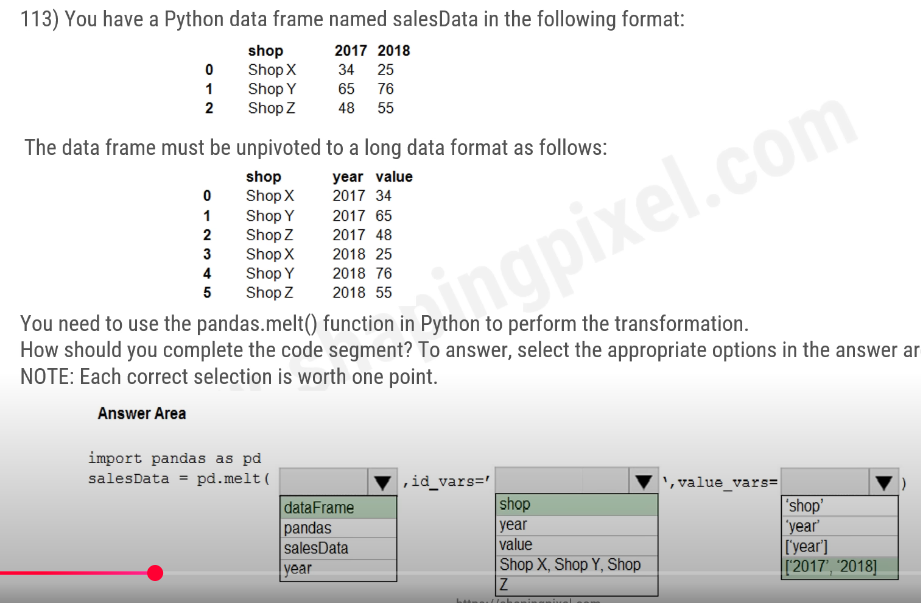 113) You have a Python data frame named salesData in the following format:
shop 2017 2018
0 Shop X 34 25
1 Shop Y 65 76
2 Shop Z 48 55
The data frame must be unpivoted to a long data format as follows:
shop year value
0 Shop X 2017 34
1 Shop Y 2017 65
2 Shop Z 2017 48
3 Shop X 2018 25
4 Shop Y 2018 76
5 Shop Z 2018 55
shapingpixel.com
You need to use the pandas.melt() function in Python to perform the transformation.
How should you complete the code segment? To answer, select the appropriate options in the answer ar
NOTE: Each correct selection is worth one point.
Answer Area
import pandas as pd
salesData = pd.melt( ,id_vars=' ',value_vars= )
dataFrame
pandas
salesData
year
shop
year
value
Shop X, Shop Y, Shop
Z
'shop'
'year'
['year']
['2017', '2018]